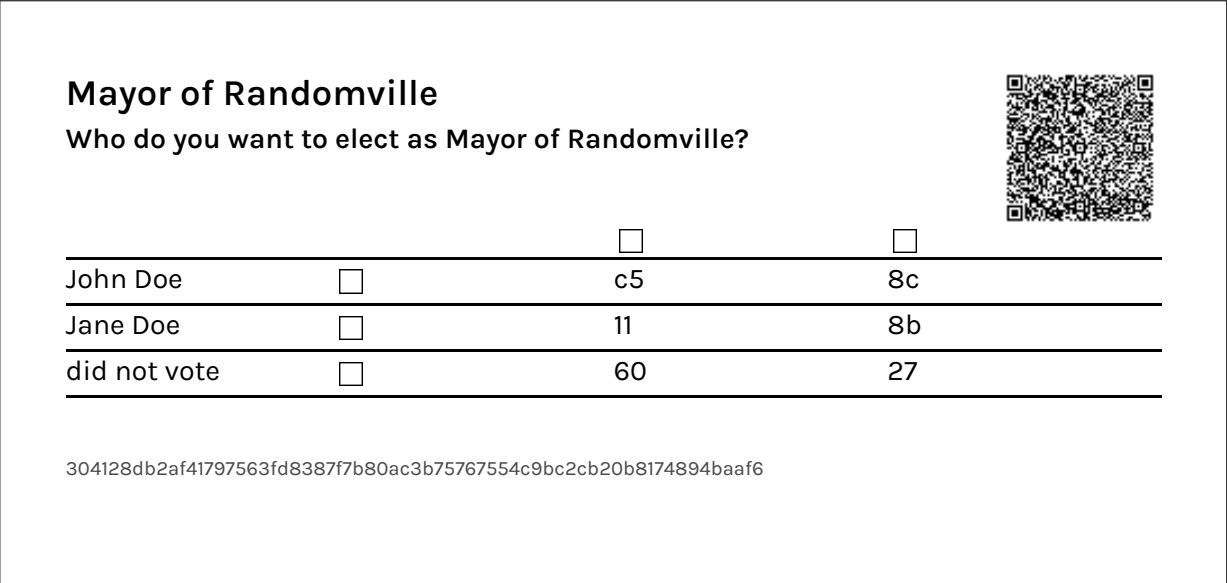 Mayor of Randomville
Who do you want to elect as Mayor of Randomville?
John Doe c5 8c
Jane Doe 11 8b
did not vote 60 27
304128db2af41797563fd8387f7b80ac3b75767554c9bc2cb20b8174894baaf6